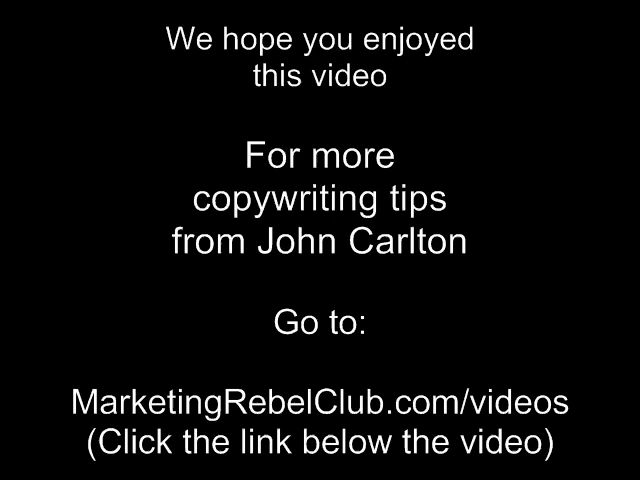 We hope you enjoyed
this video
For more
copywriting tips
from John Carlton
Go to:
MarketingRebelClub.com/videos
(Click the link below the video)